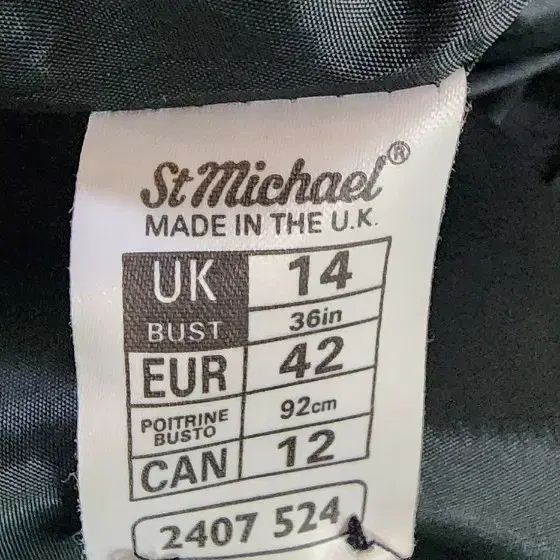 St Michael®
MADE IN THE U.K.
UK 14
BUST 36in
EUR 42
POITRINE
BUSTO 92cm
CAN 12
2407 524